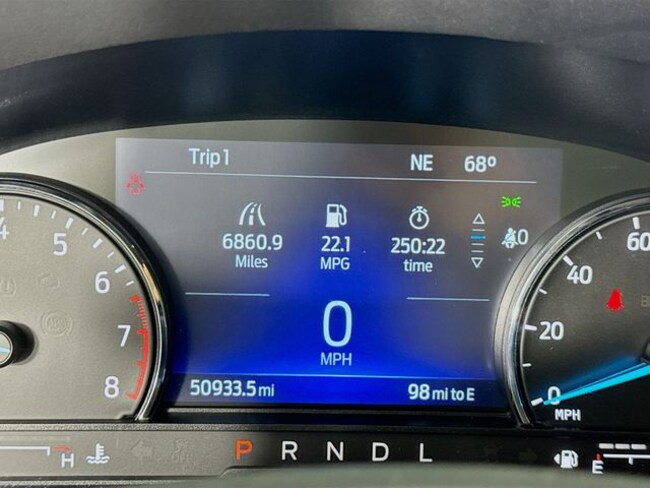 Trip 1 NE 68°
6860.9 22.1 250:22 0
Miles MPG time
0
MPH
50933.5 mi 98 mi to E
4 5 6 7 8
0 20 40 60
MPH
H P R N D L E